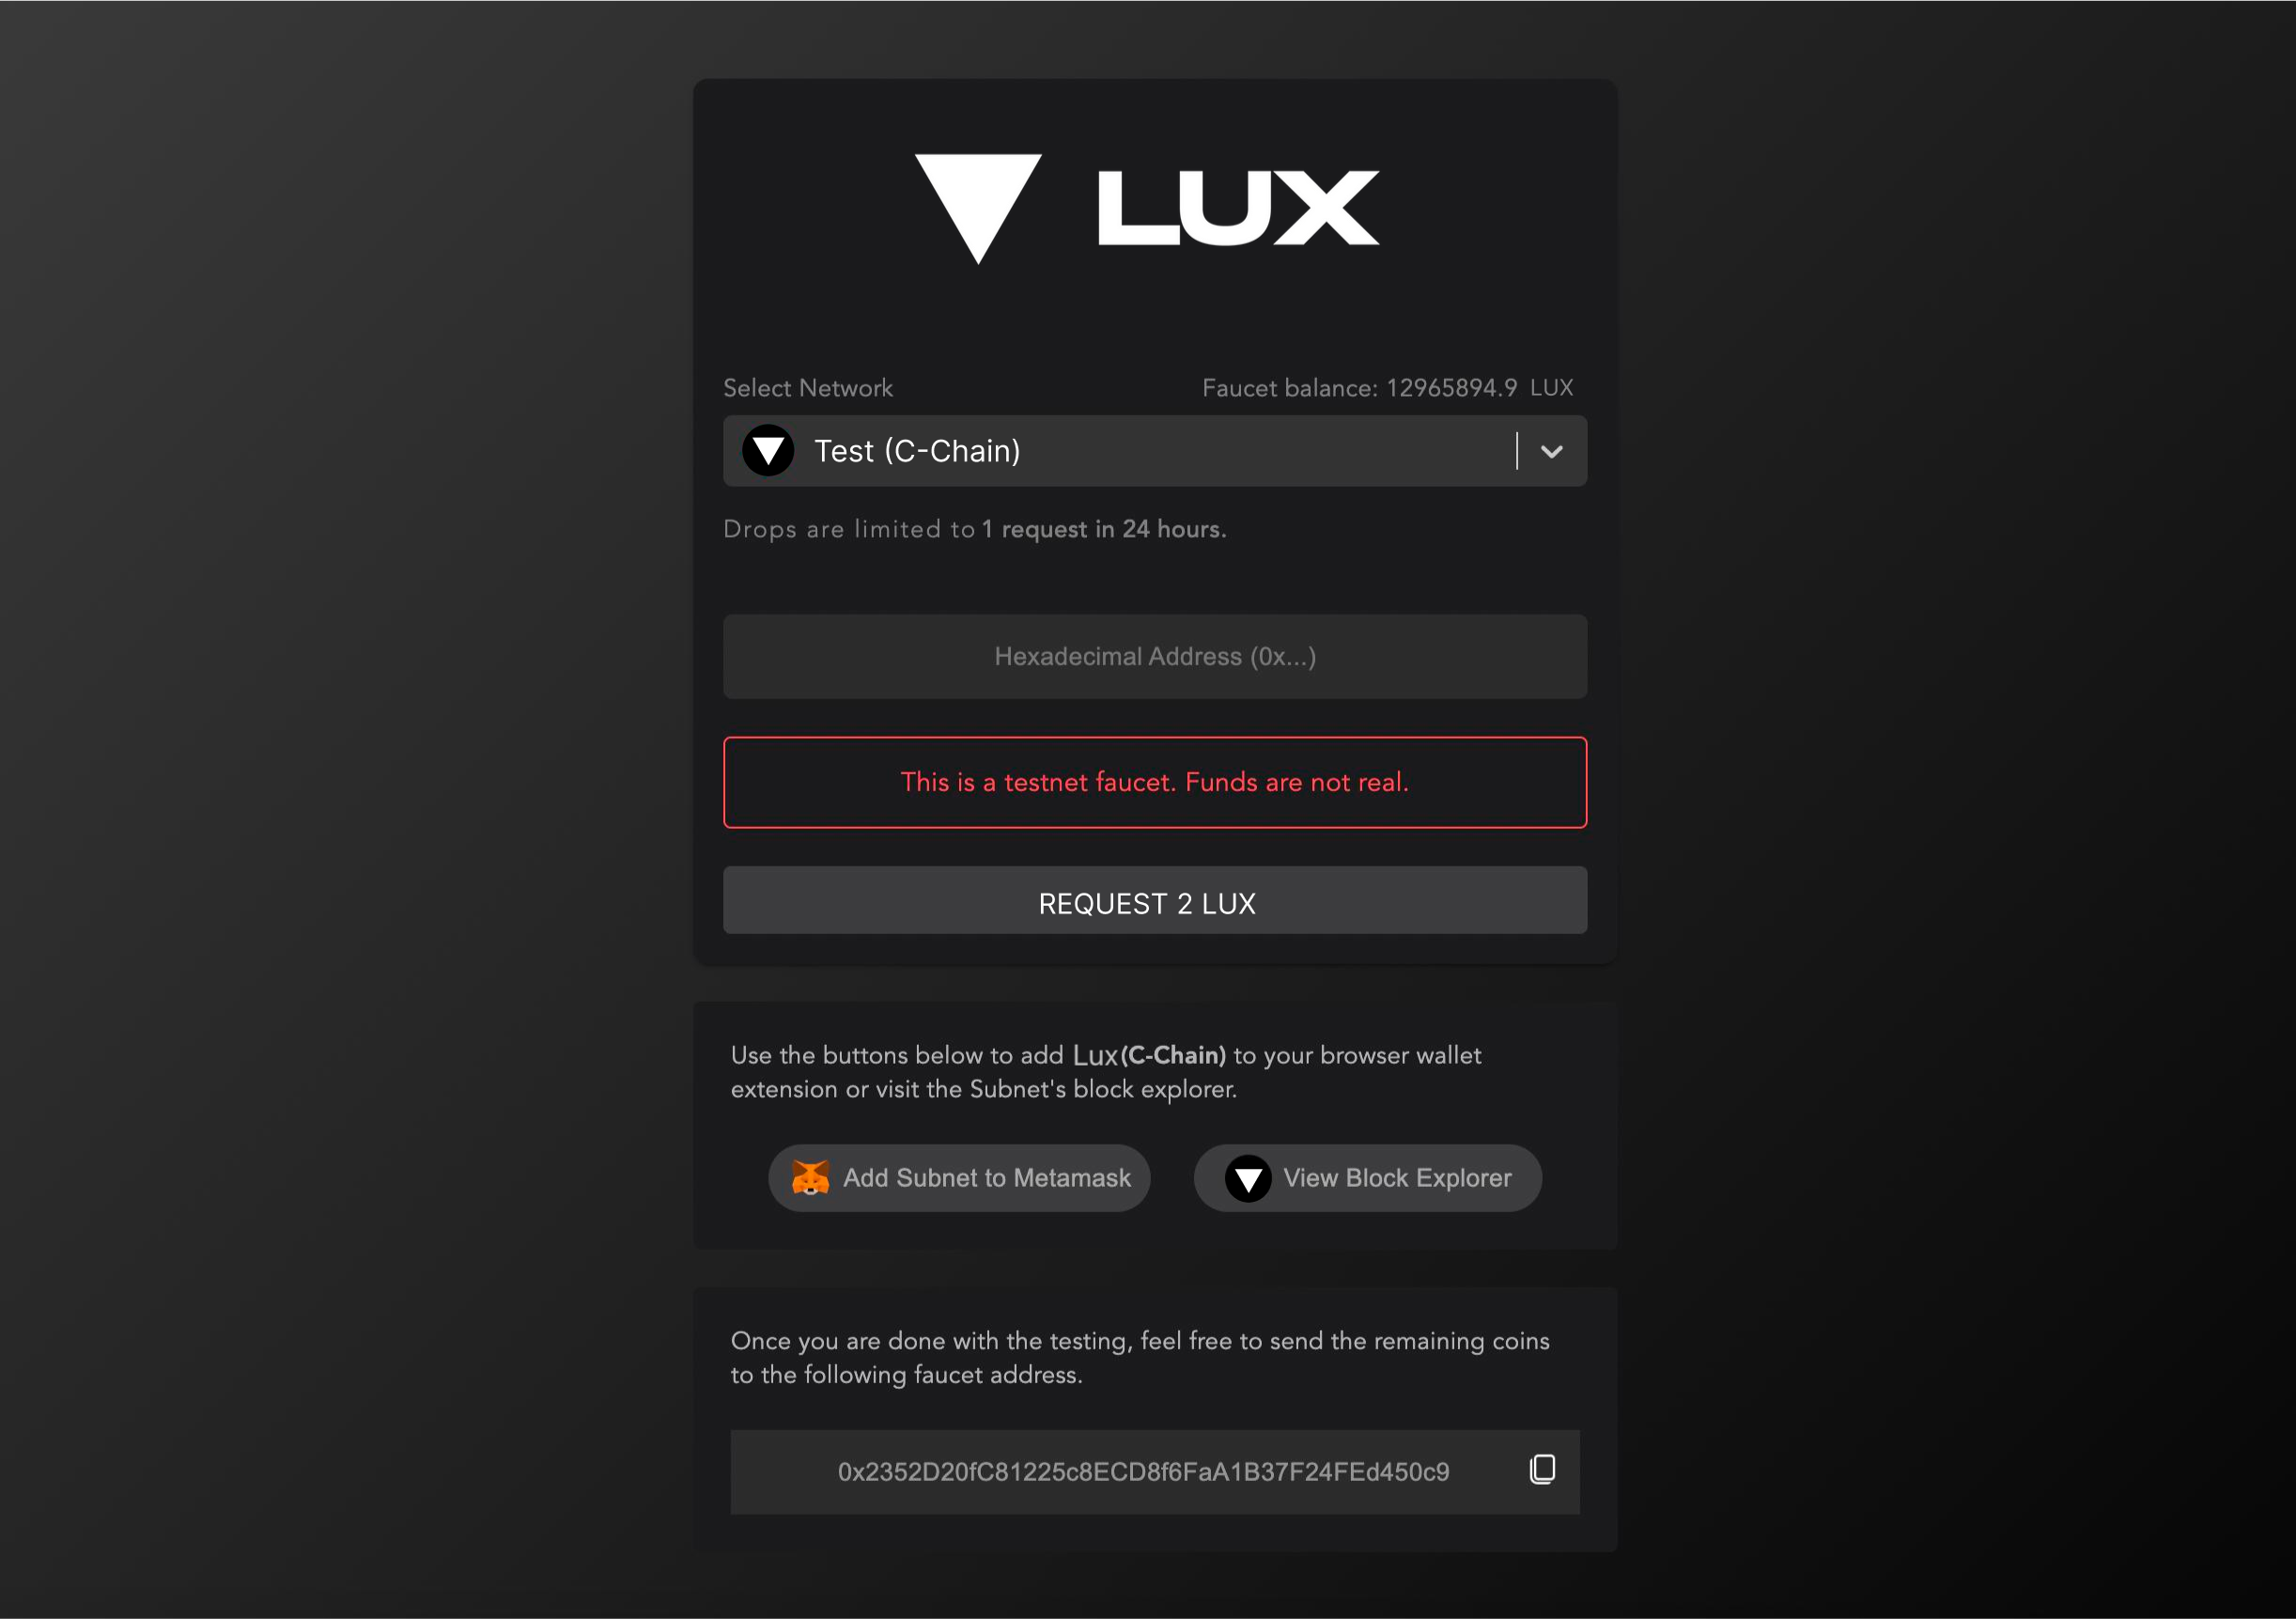 LUX
Select Network
Faucet balance: 12965894.9 LUX
Test (C-Chain)
Drops are limited to 1 request in 24 hours.
Hexadecimal Address (0x...)
This is a testnet faucet. Funds are not real.
REQUEST 2 LUX
Use the buttons below to add Lux(C-Chain) to your browser wallet
extension or visit the Subnet's block explorer.
Add Subnet to Metamask
View Block Explorer
Once you are done with the testing, feel free to send the remaining coins
to the following faucet address.
0x2352D20fC81225c8ECD8f6FaA1B37F24FEd450c9